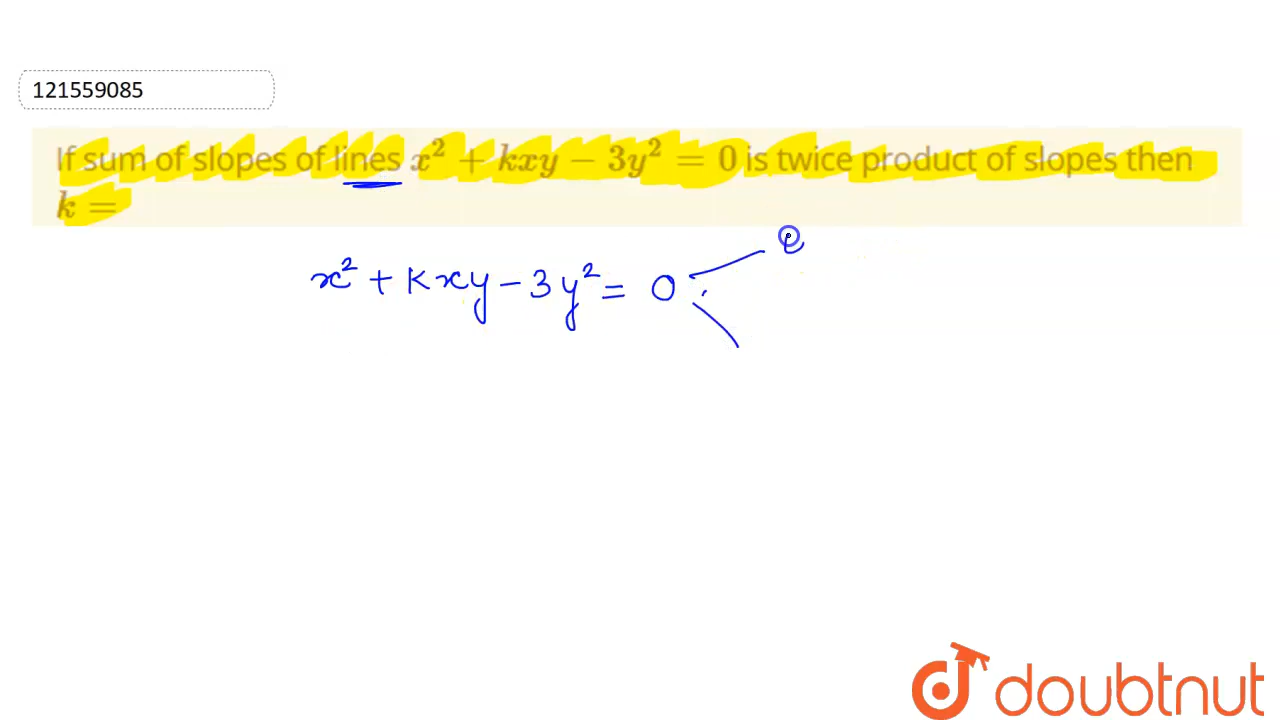 121559085
If sum of slopes of lines x² + kxy − 3y² = 0 is twice product of slopes then
k =
x² + kxy − 3y² = 0
doubtnut